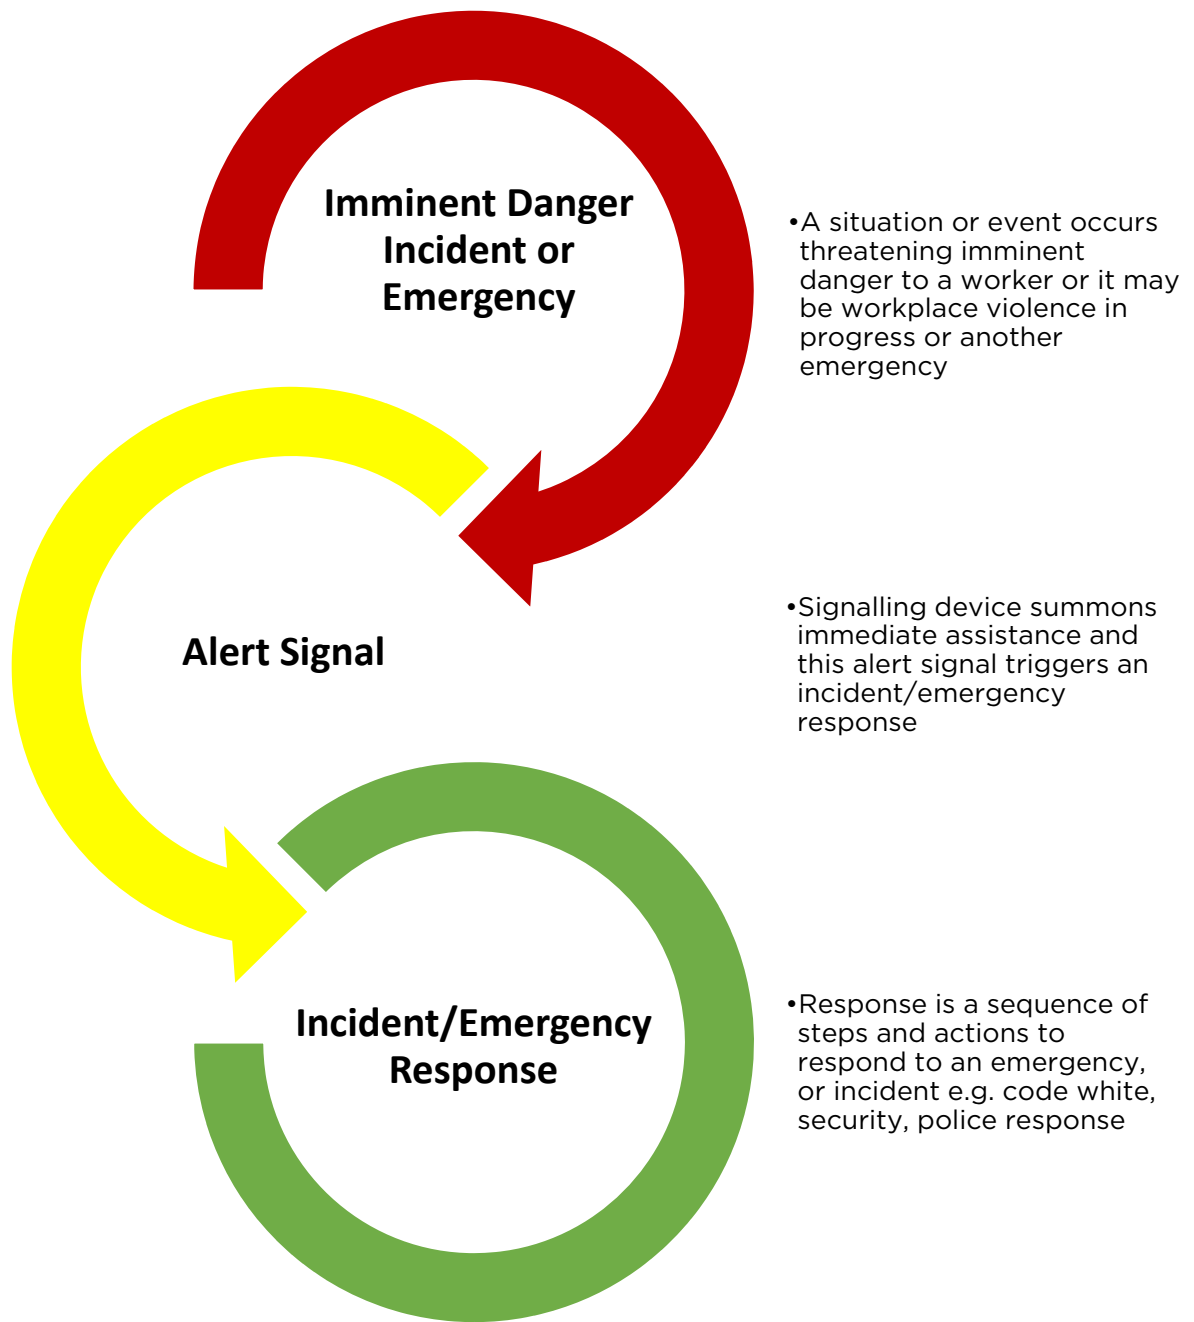 Imminent Danger
Incident or
Emergency
•A situation or event occurs
threatening imminent
danger to a worker or it may
be workplace violence in
progress or another
emergency
Alert Signal
•Signalling device summons
immediate assistance and
this alert signal triggers an
incident/emergency
response
Incident/Emergency
Response
•Response is a sequence of
steps and actions to
respond to an emergency,
or incident e.g. code white,
security, police response